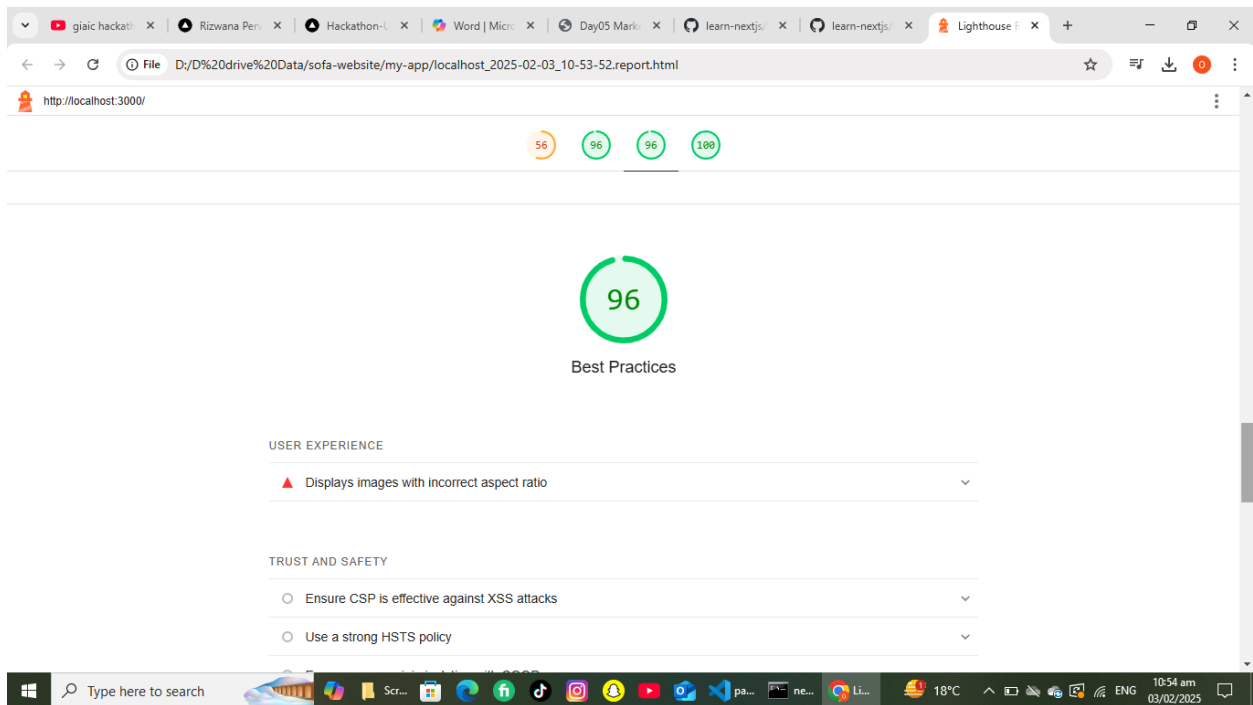 giaic hackath
Rizwana Perv
Hackathon-U
Word | Micro
Day05 Marke
learn-nextjs/
learn-nextjs/
Lighthouse R
File
D:/D%20drive%20Data/sofa-website/my-app/localhost_2025-02-03_10-53-52.report.html
O
http://localhost:3000/
56
96
96
100
96
Best Practices
USER EXPERIENCE
Displays images with incorrect aspect ratio
TRUST AND SAFETY
Ensure CSP is effective against XSS attacks
Use a strong HSTS policy
Type here to search
Scr...
pa...
ne...
Li...
1
18°C
ENG
10:54 am
03/02/2025